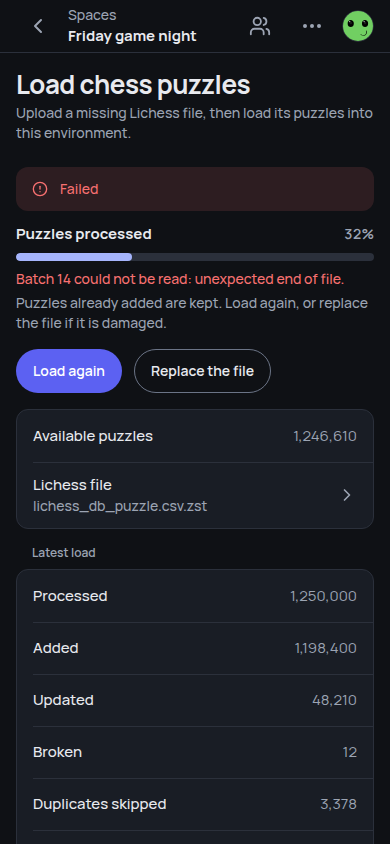 Spaces
Friday game night
Load chess puzzles
Upload a missing Lichess file, then load its puzzles into
this environment.
Failed
Puzzles processed 32%
Batch 14 could not be read: unexpected end of file.
Puzzles already added are kept. Load again, or replace
the file if it is damaged.
Load again Replace the file
Available puzzles 1,246,610
Lichess file
lichess_db_puzzle.csv.zst
Latest load
Processed 1,250,000
Added 1,198,400
Updated 48,210
Broken 12
Duplicates skipped 3,378